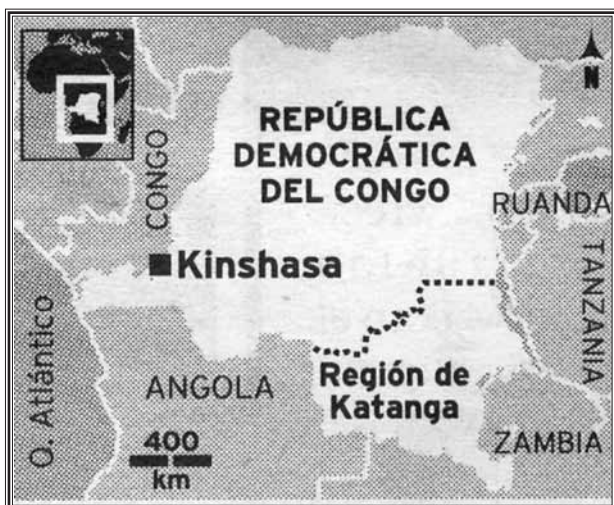 N
REPÚBLICA
DEMOCRÁTICA
DEL CONGO
CONGO
RUANDA
Kinshasa
TANZANIA
O. Atlántico
Región de
Katanga
ANGOLA
ZAMBIA
400
km